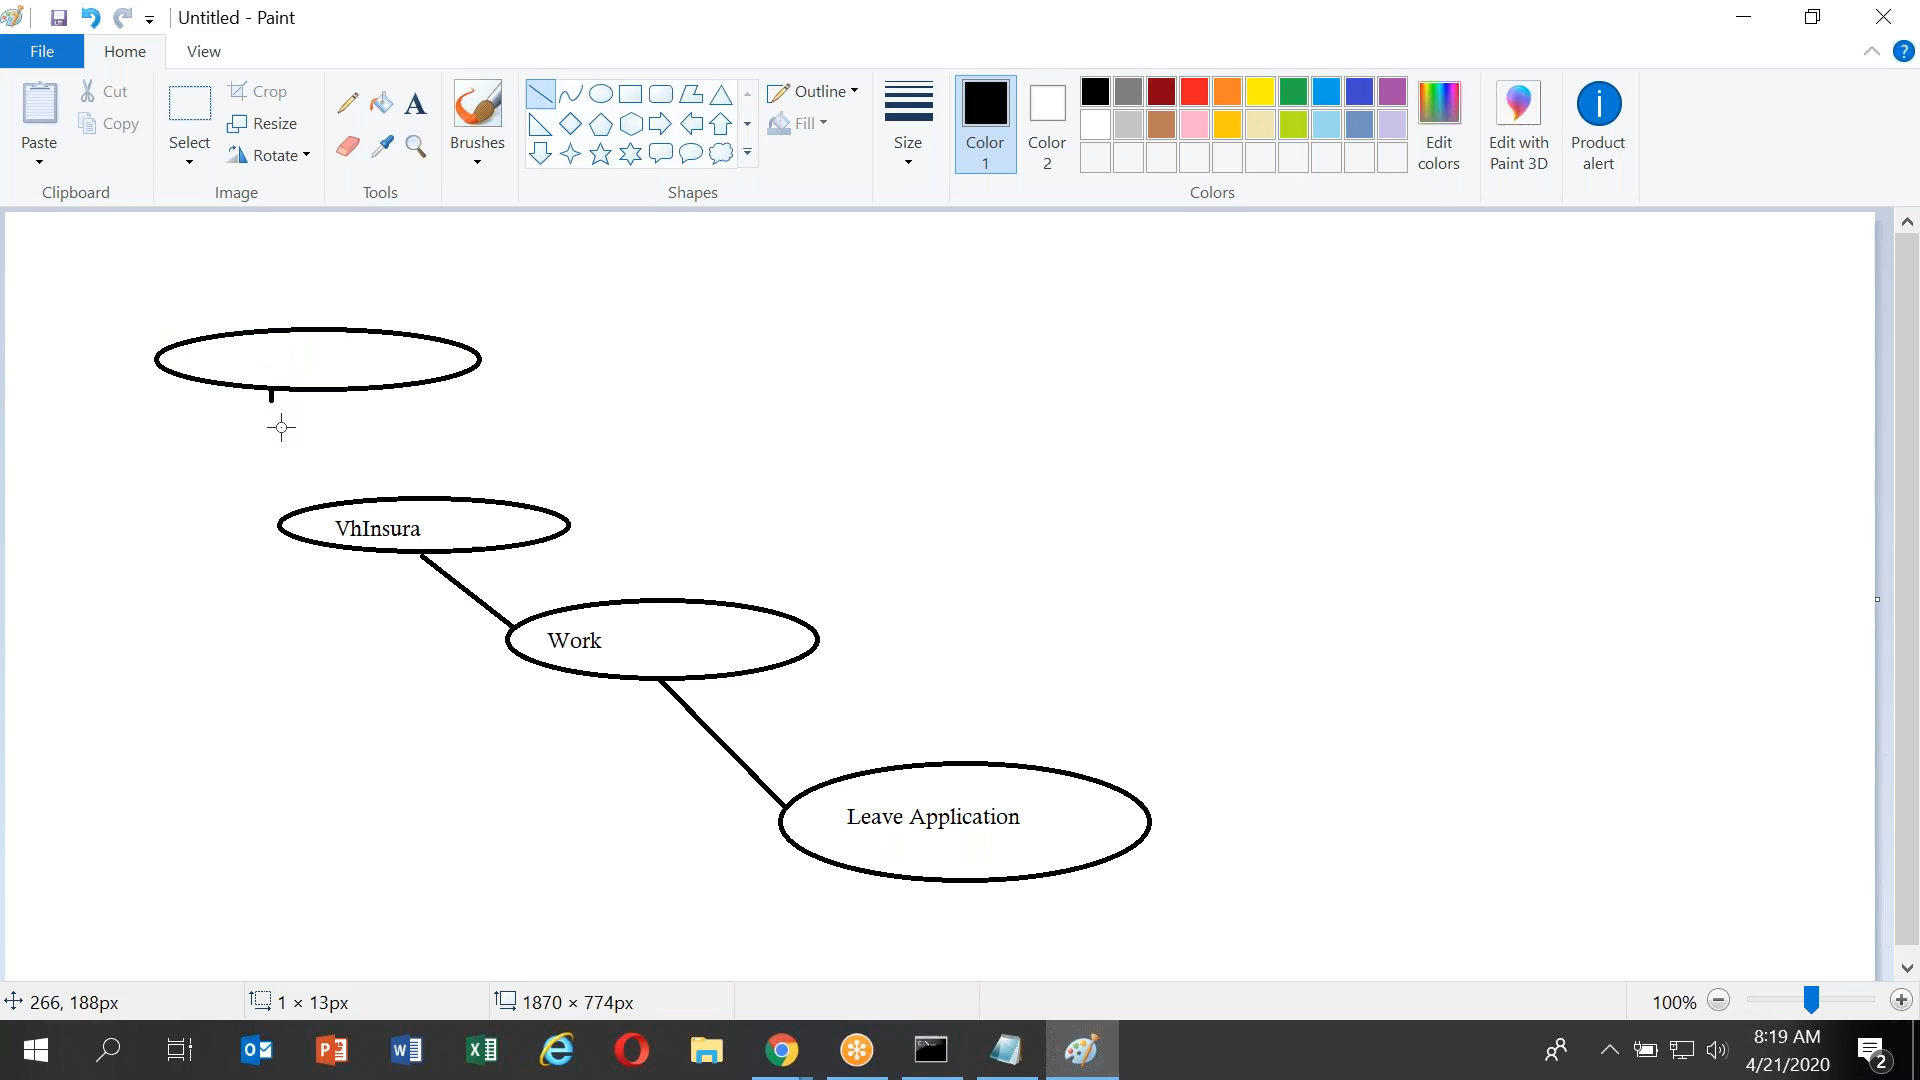 Untitled - Paint
File Home View
Paste
Cut
Copy
Clipboard
Select
Crop
Resize
Rotate
Image
Tools
Brushes
Outline
Fill
Shapes
Size
Color 1
Color 2
Colors
Edit colors
Edit with Paint 3D
Product alert
VhInsura
Work
Leave Application
266, 188px 1 × 13px 1870 × 774px 100%
8:19 AM
4/21/2020
2